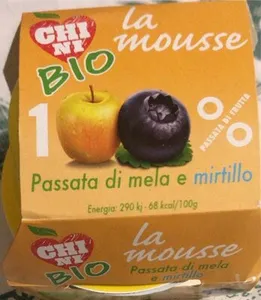 CHI
NI
BIO
la
mousse
100%
PASSATA DI FRUTTA
Passata di mela e mirtillo
Energia: 290 kj - 68 kcal/100g
CHI
NI
BIO
la
mousse
Passata di mela
e mirtillo